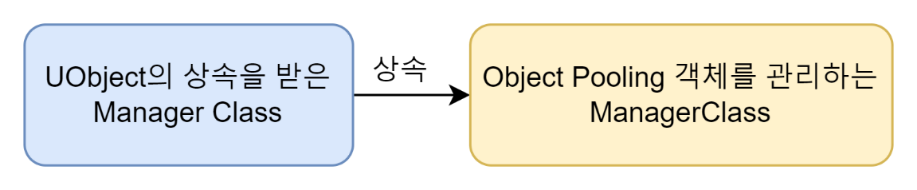 UObject의 상속을 받은
Manager Class
상속
Object Pooling 객체를 관리하는
ManagerClass